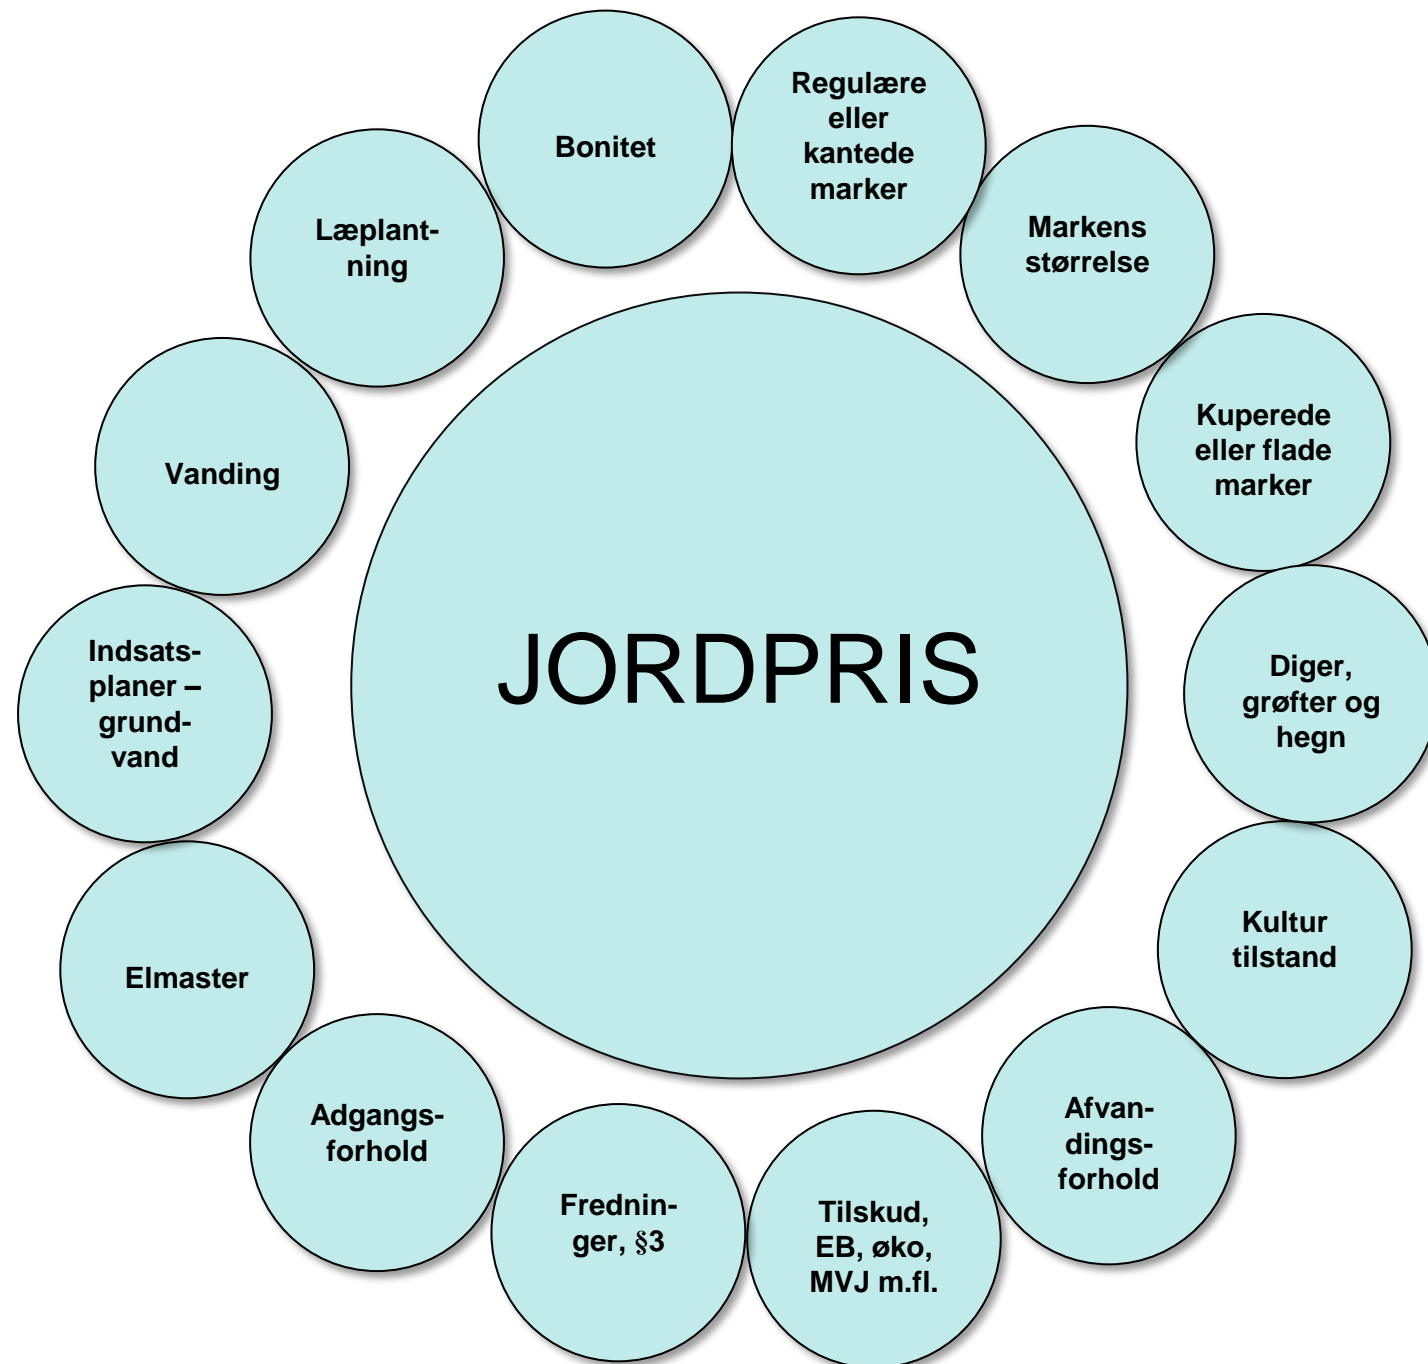 Bonitet
Regulære
eller
kantede
marker
Markens
størrelse
Kuperede
eller flade
marker
Diger,
grøfter og
hegn
Kultur
tilstand
Afvan-
dings-
forhold
Tilskud,
EB, øko,
MVJ m.fl.
Frednin-
ger, §3
Adgangs-
forhold
Elmaster
Indsats-
planer –
grund-
vand
Vanding
Læplant-
ning
JORDPRIS